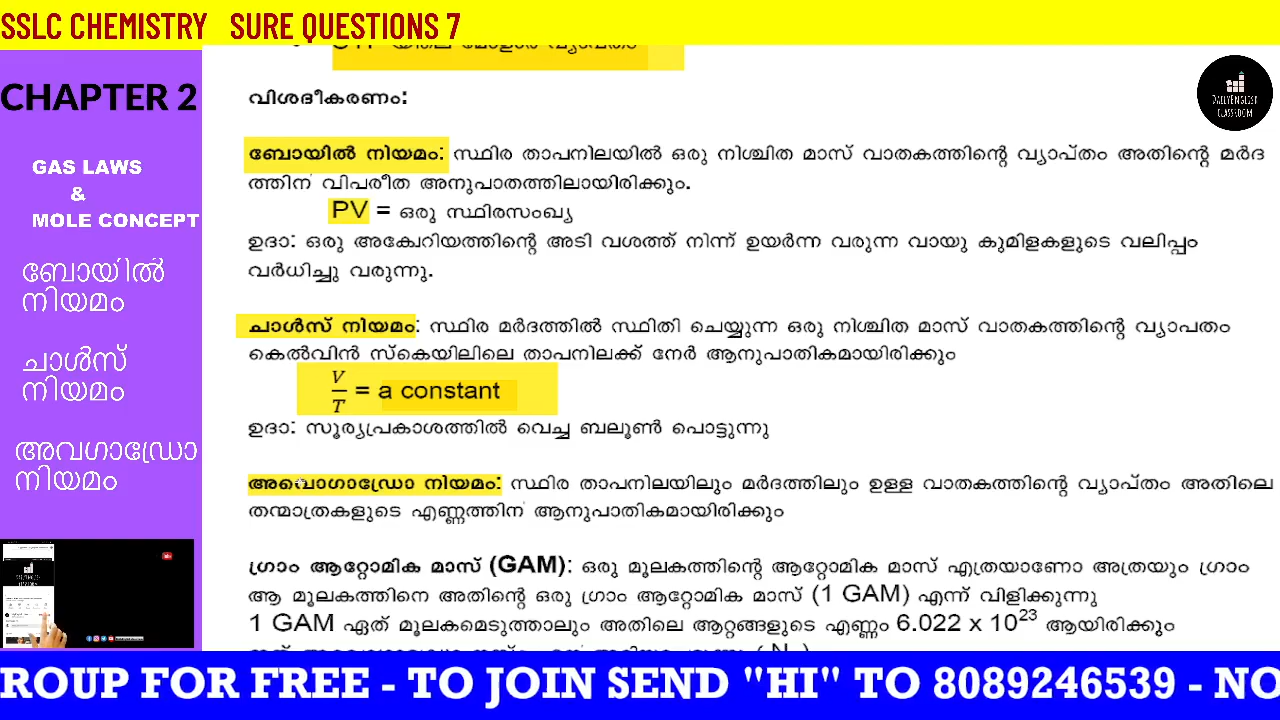 SSLC CHEMISTRY SURE QUESTIONS 7
CHAPTER 2
GAS LAWS
&
MOLE CONCEPT
ബോയിൽ
നിയമം
ചാൾസ്
നിയമം
അവഗാഡ്രോ
നിയമം
DAILYENGLISH
CLASSROOM
വിശദീകരണം:
ബോയിൽ നിയമം: സ്ഥിര താപനിലയിൽ ഒരു നിശ്ചിത മാസ് വാതകത്തിന്റെ വ്യാപ്തം അതിന്റെ മർദ
ത്തിന് വിപരീത അനുപാതത്തിലായിരിക്കും.
PV = ഒരു സ്ഥിരസംഖ്യ
ഉദാ: ഒരു അക്വേറിയത്തിന്റെ അടി വശത്ത് നിന്ന് ഉയർന്ന വരുന്ന വായു കുമിളകളുടെ വലിപ്പം
വർധിച്ചു വരുന്നു.
ചാൾസ് നിയമം: സ്ഥിര മർദത്തിൽ സ്ഥിതി ചെയ്യുന്ന ഒരു നിശ്ചിത മാസ് വാതകത്തിന്റെ വ്യാപതം
കെൽവിൻ സ്കെയിലിലെ താപനിലക്ക് നേർ ആനുപാതികമായിരിക്കും
V/T = a constant
ഉദാ: സൂര്യപ്രകാശത്തിൽ വെച്ച ബലൂൺ പൊട്ടുന്നു
അവൊഗാഡ്രോ നിയമം: സ്ഥിര താപനിലയിലും മർദത്തിലും ഉള്ള വാതകത്തിന്റെ വ്യാപ്തം അതിലെ
തന്മാത്രകളുടെ എണ്ണത്തിന് ആനുപാതികമായിരിക്കും
ഗ്രാം ആറ്റോമിക മാസ് (GAM): ഒരു മൂലകത്തിന്റെ ആറ്റോമിക മാസ് എത്രയാണോ അത്രയും ഗ്രാം
ആ മൂലകത്തിനെ അതിന്റെ ഒരു ഗ്രാം ആറ്റോമിക മാസ് (1 GAM) എന്ന് വിളിക്കുന്നു
1 GAM ഏത് മൂലകമെടുത്താലും അതിലെ ആറ്റങ്ങളുടെ എണ്ണം 6.022 x 10²³ ആയിരിക്കും
ROUP FOR FREE - TO JOIN SEND "HI" TO 8089246539 - NO